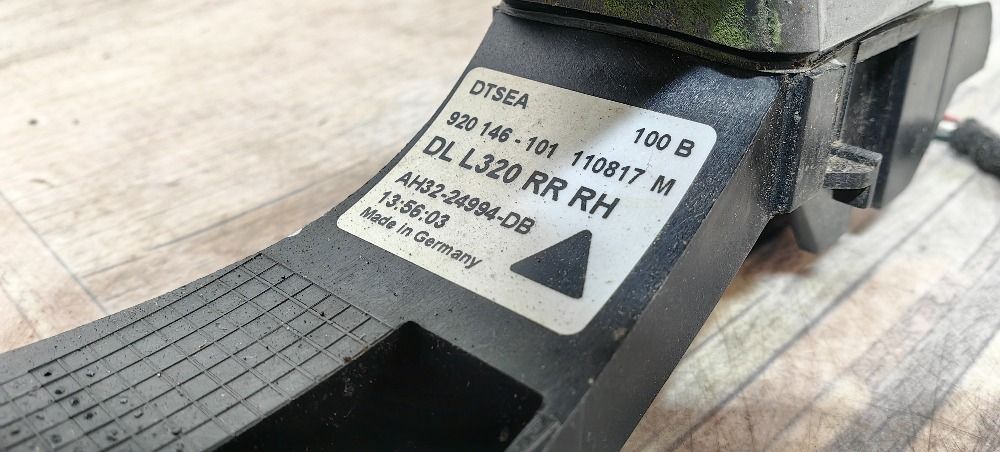 DTSEA
100 B
920 146 - 101 110817 M
DL L320 RR RH
AH32-24994-DB
13:56:03
Made in Germany